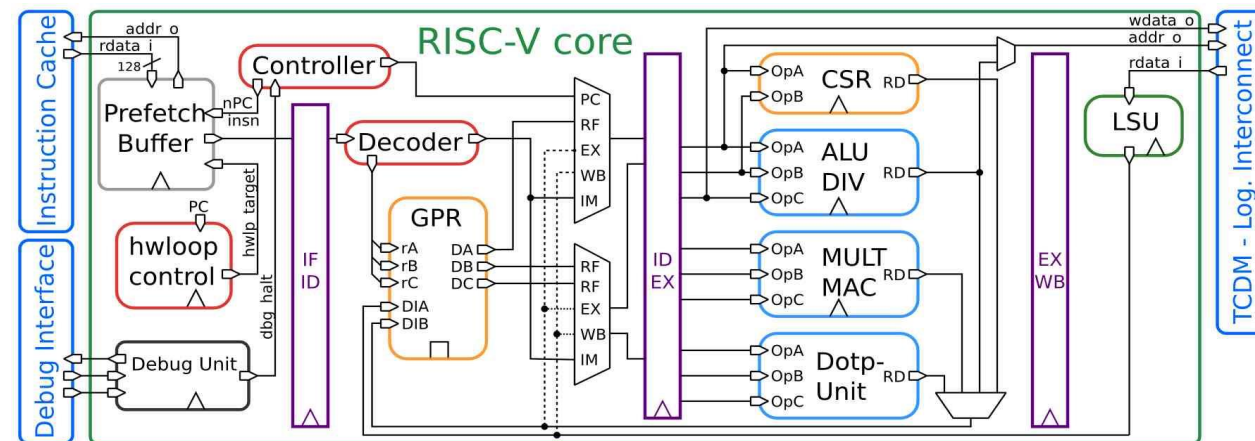 Instruction Cache
Debug Interface
addr_o
rdata_i
128
Prefetch
Buffer
nPC
insn
PC
hwloop
control
hwlp_target
dbg_halt
Debug Unit
RISC-V core
Controller
IF
ID
Decoder
GPR
rA
rB
rC
DIA
DIB
DA
DB
DC
PC
RF
EX
WB
IM
RF
RF
EX
WB
IM
ID
EX
OpA
OpB
CSR
RD
OpA
OpB
OpC
ALU
DIV
RD
OpA
OpB
OpC
MULT
MAC
RD
OpA
OpB
OpC
Dotp-
Unit
RD
EX
WB
wdata_o
addr_o
rdata_i
LSU
TCDM - Log. Interconnect